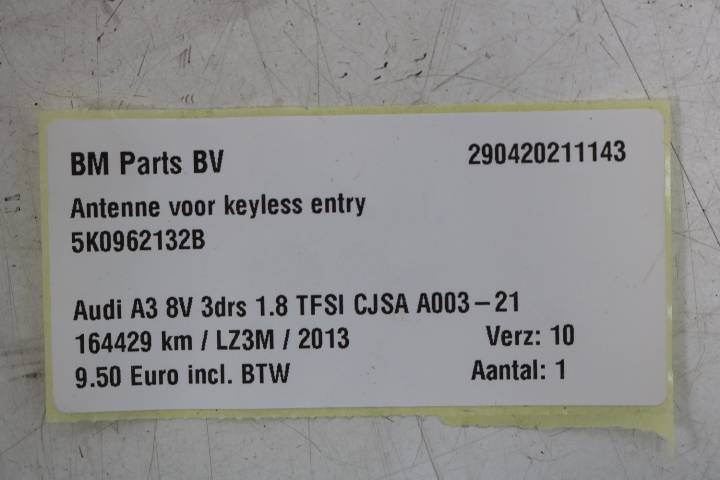 BM Parts BV 290420211143
Antenne voor keyless entry
5K0962132B
Audi A3 8V 3drs 1.8 TFSI CJSA A003-21
164429 km / LZ3M / 2013 Verz: 10
9.50 Euro incl. BTW Aantal: 1